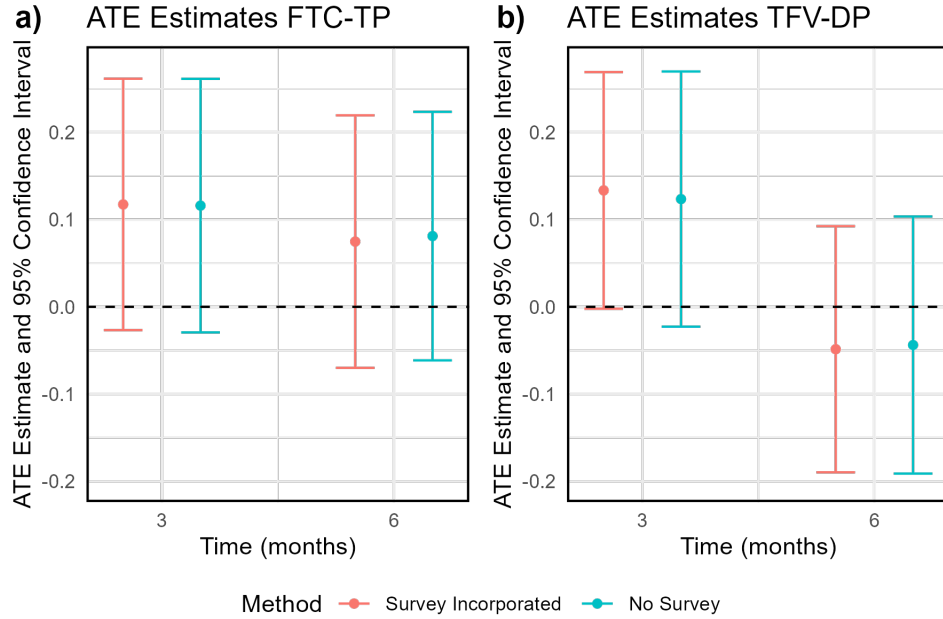 a) ATE Estimates FTC-TP
ATE Estimate and 95% Confidence Interval
0.2
0.1
0.0
-0.1
-0.2
3 6
Time (months)
b) ATE Estimates TFV-DP
ATE Estimate and 95% Confidence Interval
0.2
0.1
0.0
-0.1
-0.2
3 6
Time (months)
Method Survey Incorporated No Survey